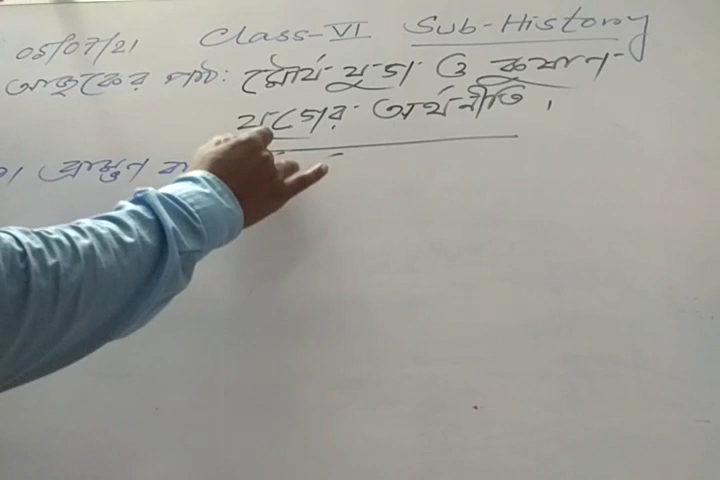 05/07/21 Class-VI Sub-History
আজকের পাঠ: মৌর্য যুগ ও কুষাণ
যুগের অর্থনীতি।